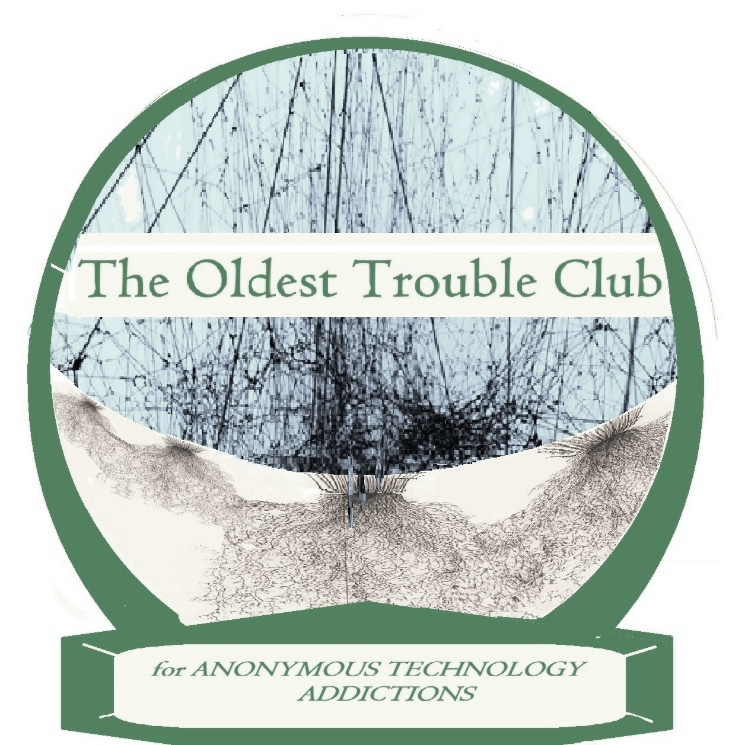 The Oldest Trouble Club
for ANONYMOUS TECHNOLOGY
ADDICTIONS